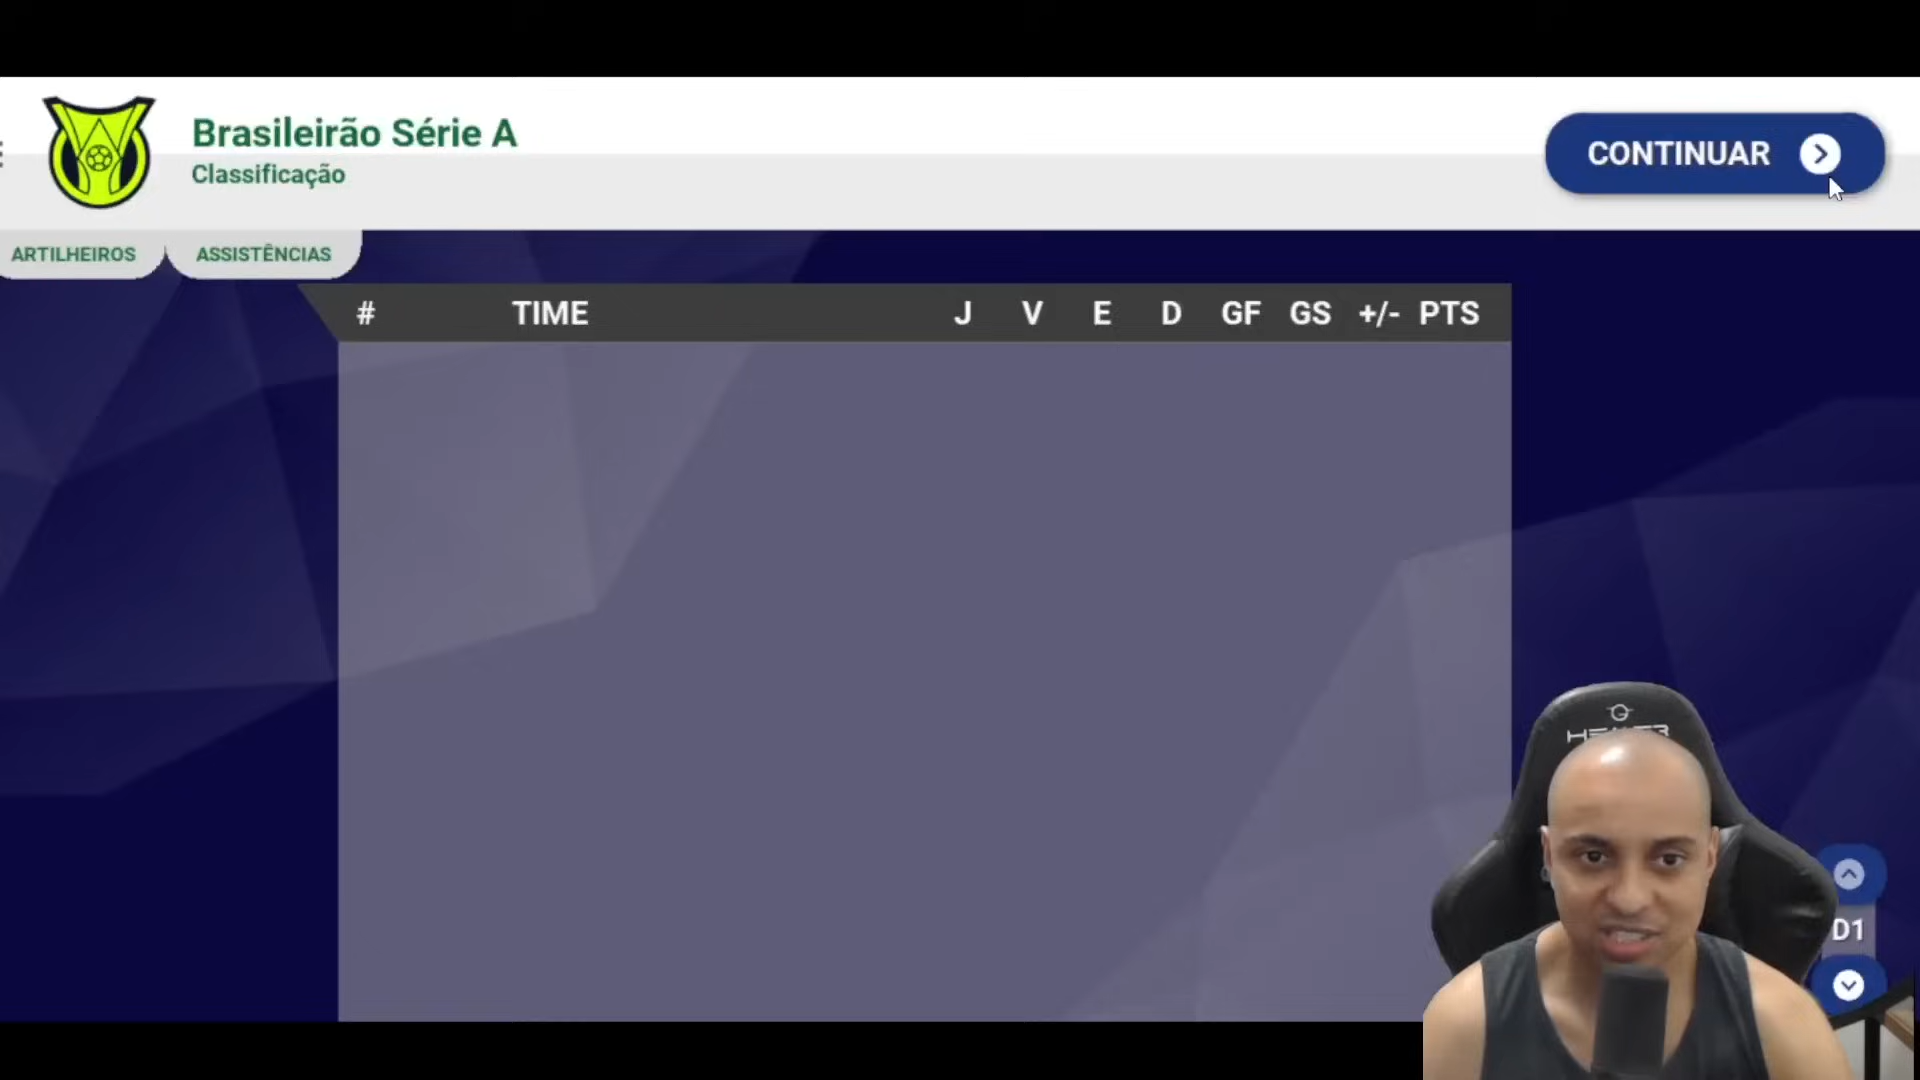 Brasileirão Série A
Classificação
CONTINUAR
ARTILHEIROS
ASSISTÊNCIAS
# TIME J V E D GF GS +/- PTS
D1